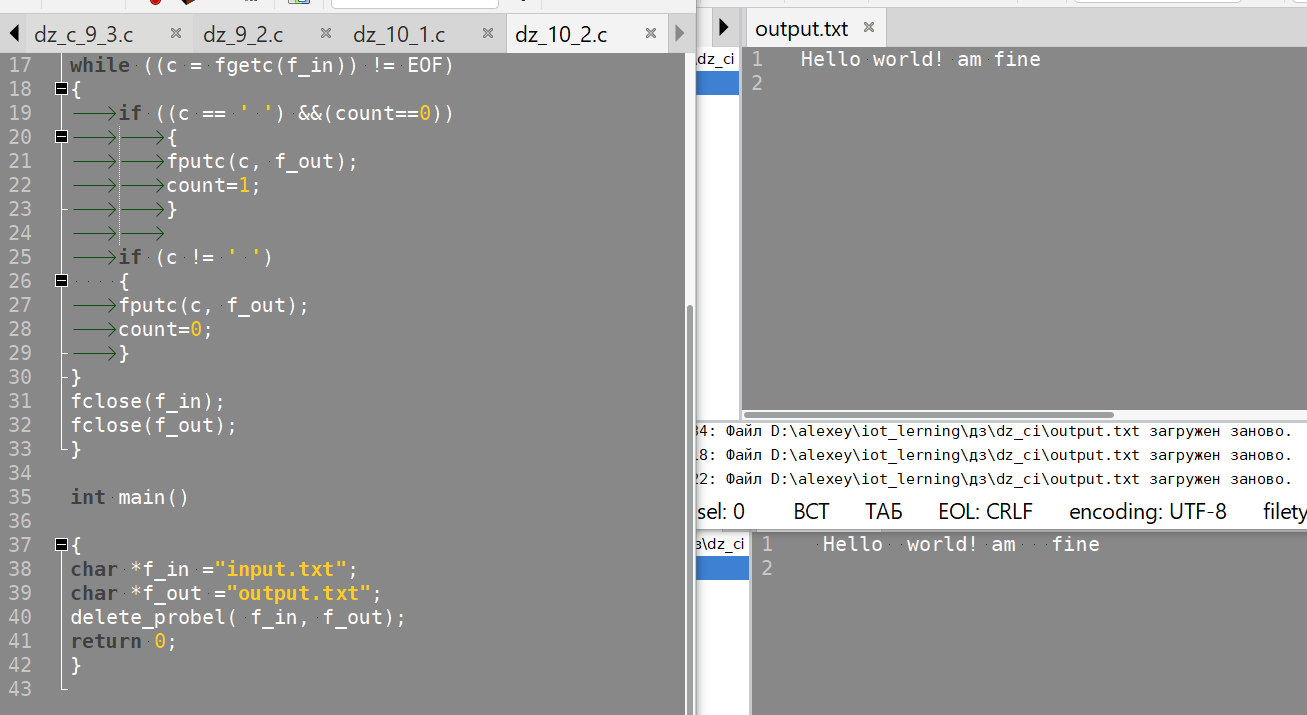 dz_c_9_3.c dz_9_2.c dz_10_1.c dz_10_2.c
17 while ((c = fgetc(f_in)) != EOF)
18 {
19 if ((c == ' ') &&(count==0))
20 {
21 fputc(c, f_out);
22 count=1;
23 }
24
25 if (c != ' ')
26 {
27 fputc(c, f_out);
28 count=0;
29 }
30 }
31 fclose(f_in);
32 fclose(f_out);
33 }
34
35 int main()
36
37 {
38 char *f_in ="input.txt";
39 char *f_out ="output.txt";
40 delete_probel( f_in, f_out);
41 return 0;
42 }
43
output.txt
\dz_ci
1 Hello world! am fine
2
34: Файл D:\alexey\iot_lerning\дз\dz_ci\output.txt загружен заново.
18: Файл D:\alexey\iot_lerning\дз\dz_ci\output.txt загружен заново.
22: Файл D:\alexey\iot_lerning\дз\dz_ci\output.txt загружен заново.
sel: 0 ВСТ ТАБ EOL: CRLF encoding: UTF-8 filety
з\dz_ci
1 Hello  world! am   fine
2